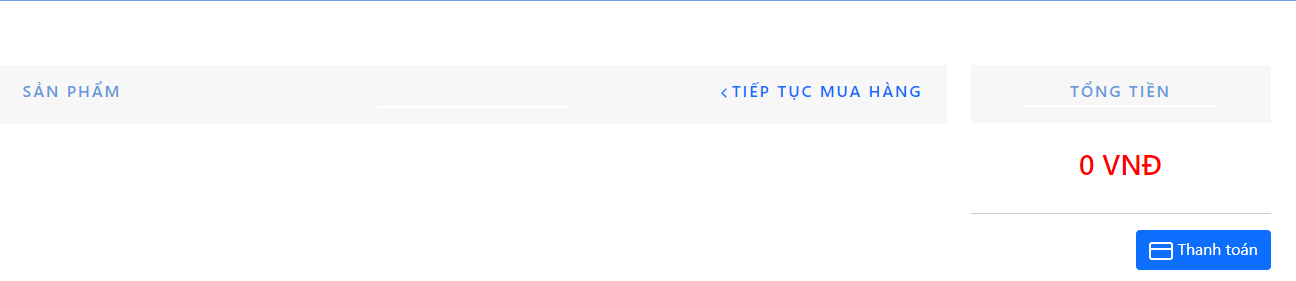 SẢN PHẨM
TIẾP TỤC MUA HÀNG
TỔNG TIỀN
0 VNĐ
Thanh toán